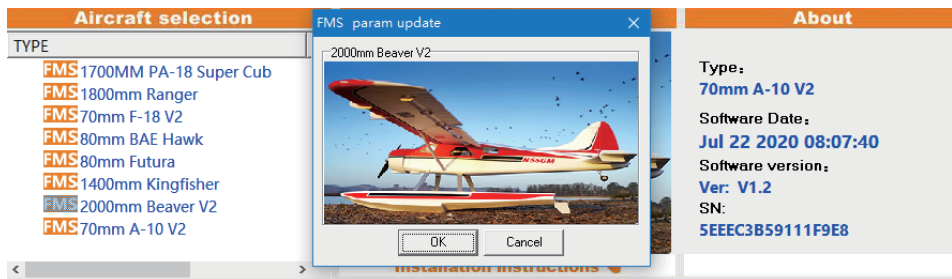 Aircraft selection
TYPE
FMS 1700MM PA-18 Super Cub
FMS 1800mm Ranger
FMS 70mm F-18 V2
FMS 80mm BAE Hawk
FMS 80mm Futura
FMS 1400mm Kingfisher
FMS 2000mm Beaver V2
FMS 70mm A-10 V2
FMS param update
2000mm Beaver V2
N556M
OK
Cancel
Installation instructions
About
Type:
70mm A-10 V2
Software Date:
Jul 22 2020 08:07:40
Software version:
Ver: V1.2
SN:
5EEEC3B59111F9E8